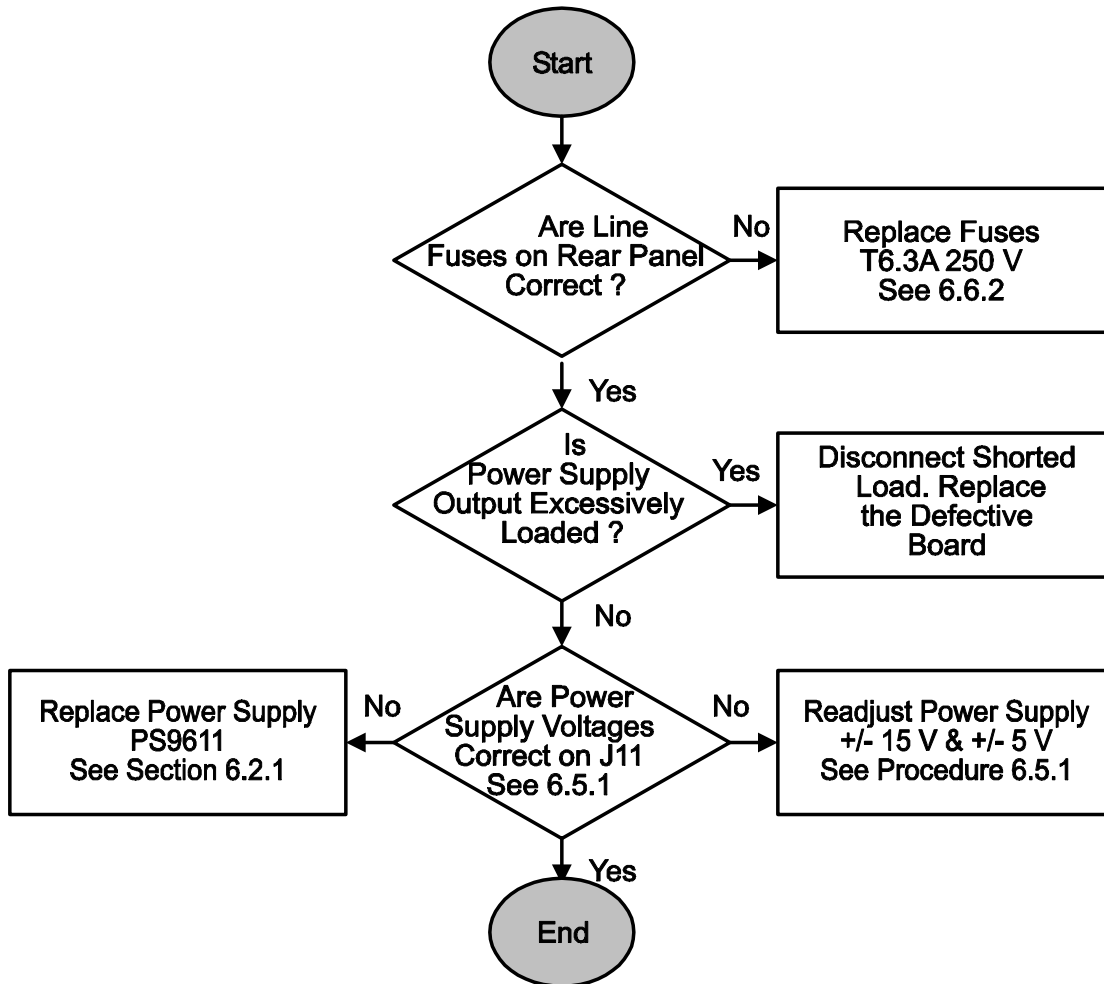 Start
Are Line
Fuses on Rear Panel
Correct ?
No
Replace Fuses
T6.3A 250 V
See 6.6.2
Yes
Is
Power Supply
Output Excessively
Loaded ?
Yes
Disconnect Shorted
Load. Replace
the Defective
Board
No
Replace Power Supply
PS9611
See Section 6.2.1
No
Are Power
Supply Voltages
Correct on J11
See 6.5.1
No
Readjust Power Supply
+/- 15 V & +/- 5 V
See Procedure 6.5.1
Yes
End